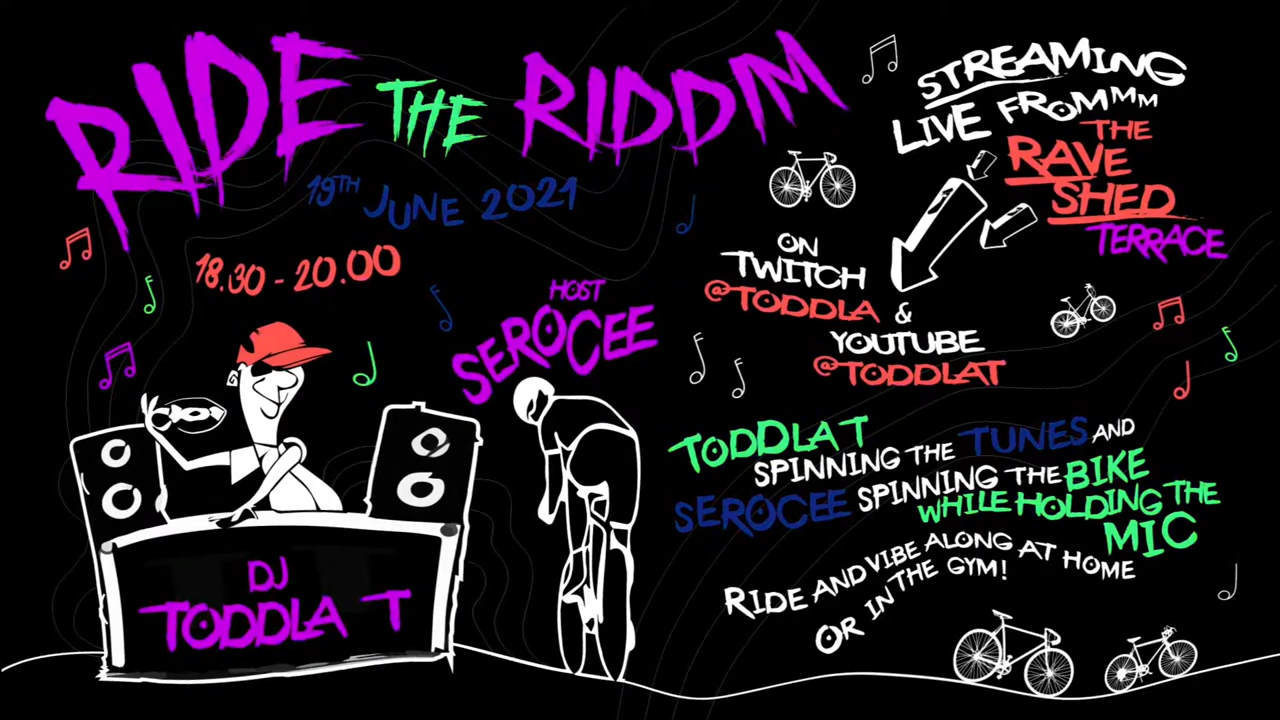 RIDE THE RIDDIM
19TH JUNE 2021
18.30 - 20.00
HOST
SEROCEE
DJ
TODDLA T
STREAMING
LIVE FROMMM
THE
RAVE
SHED
TERRACE
ON
TWITCH
@TODDLA
&
YOUTUBE
@TODDLAT
TODDLA T
SPINNING THE TUNES AND
SEROCEE SPINNING THE BIKE
WHILE HOLDING THE
MIC
RIDE AND VIBE ALONG AT HOME
OR IN THE GYM!